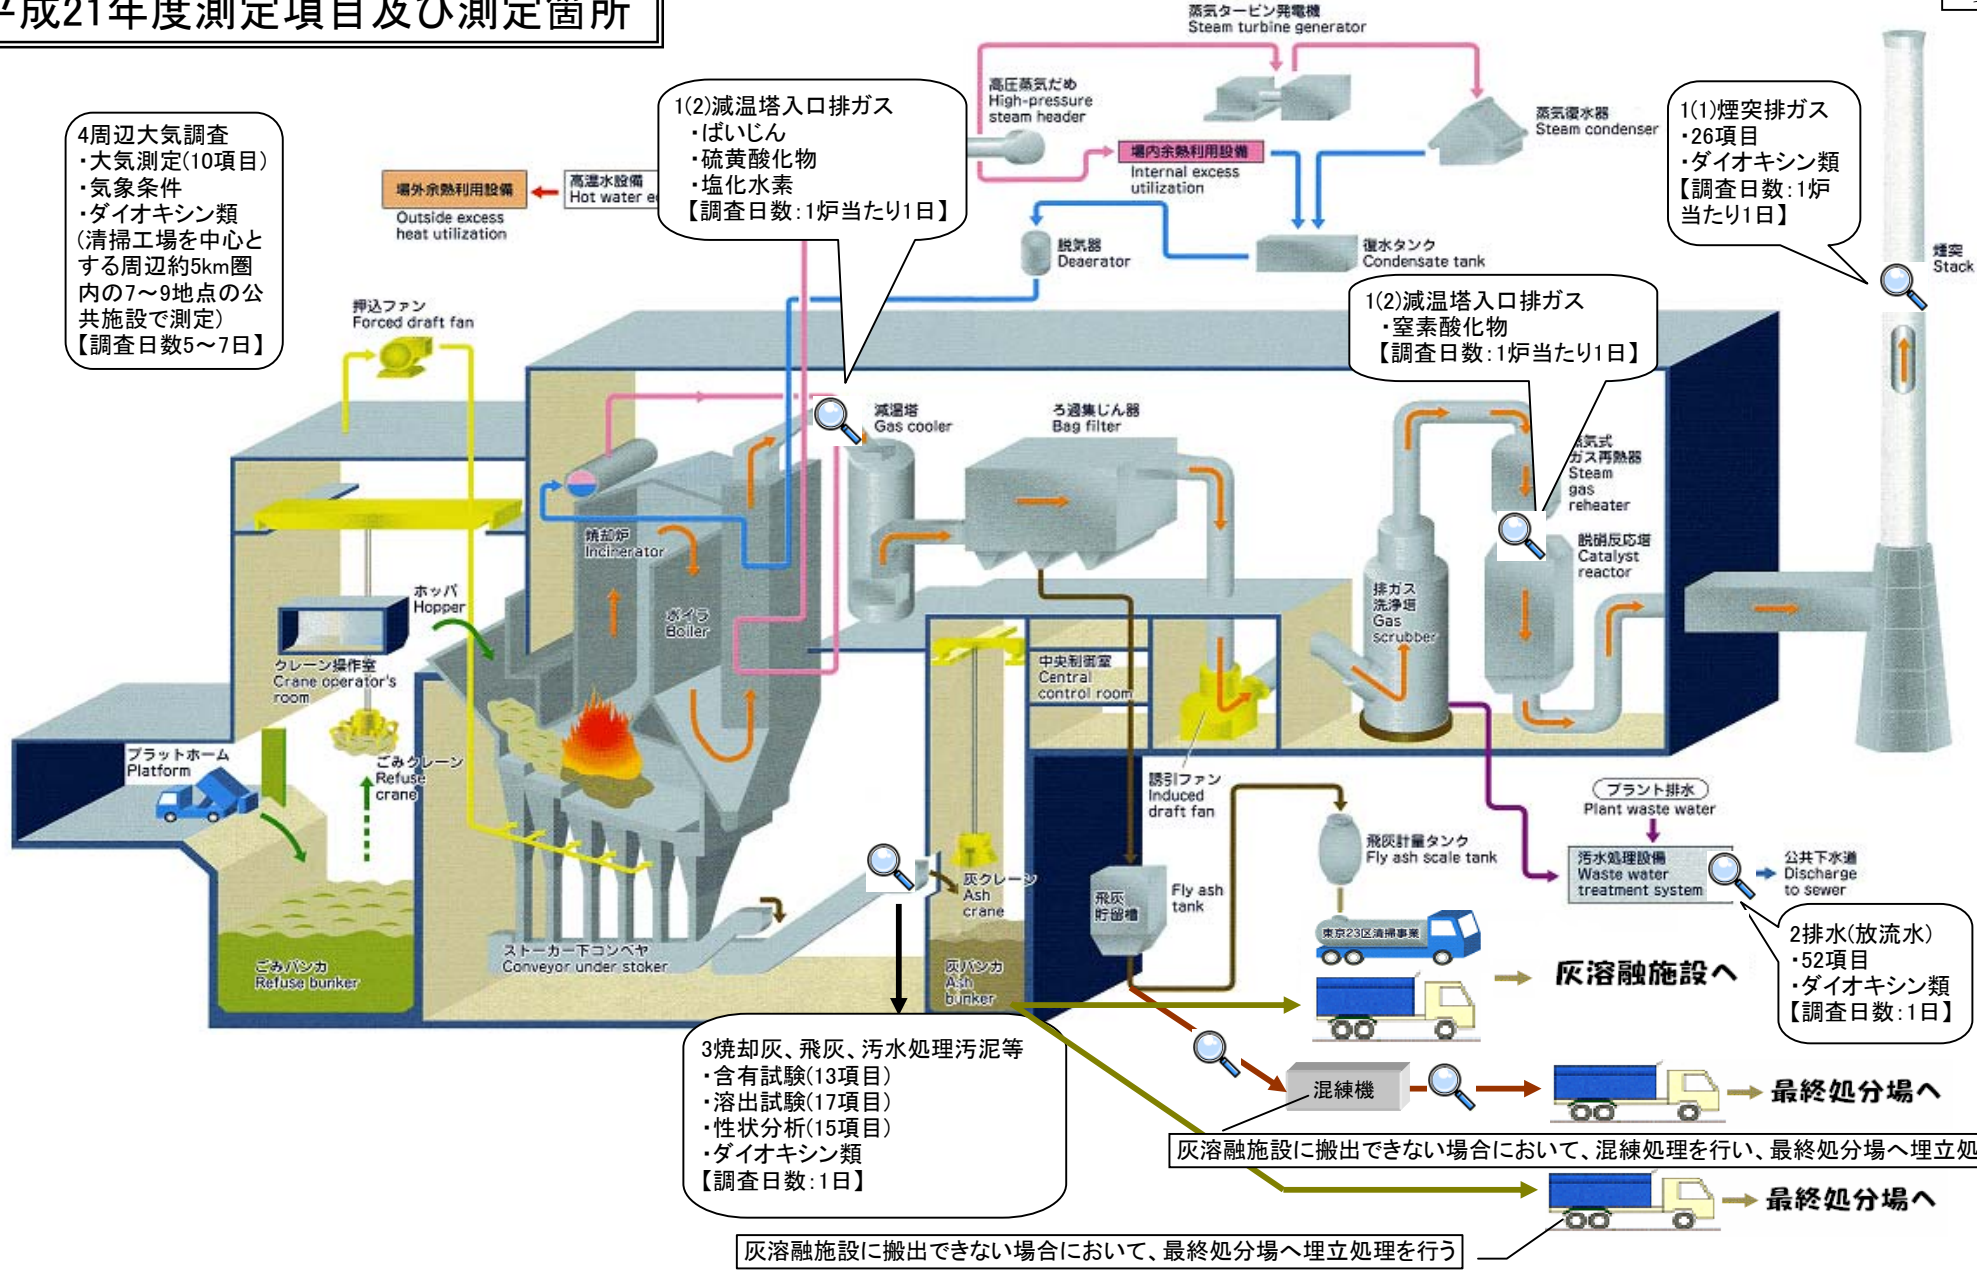 平成21年度測定項目及び測定箇所
蒸気タービン発電機
Steam turbine generator
高圧蒸気だめ
High-pressure
steam header
蒸気復水器
Steam condenser
1(1)煙突排ガス
・26項目
・ダイオキシン類
【調査日数:1炉
当たり1日】
4周辺大気調査
・大気測定(10項目)
・気象条件
・ダイオキシン類
(清掃工場を中心と
する周辺約5km圏
内の7～9地点の公
共施設で測定)
【調査日数5～7日】
1(2)減温塔入口排ガス
・ばいじん
・硫黄酸化物
・塩化水素
【調査日数:1炉当たり1日】
場内余熱利用設備
Internal excess
utilization
場外余熱利用設備
Outside excess
heat utilization
高温水設備
Hot water
脱気器
Deaerator
復水タンク
Condensate tank
煙突
Stack
1(2)減温塔入口排ガス
・窒素酸化物
【調査日数:1炉当たり1日】
押込ファン
Forced draft fan
減温塔
Gas cooler
ろ過集じん器
Bag filter
蒸気式
ガス再熱器
Steam
gas
reheater
焼却炉
Incinerator
脱硝反応塔
Catalyst
reactor
ホッパ
Hopper
ボイラ
Boiler
排ガス
洗浄塔
Gas
scrubber
クレーン操作室
Crane operator's
room
中央制御室
Central
control room
プラットホーム
Platform
ごみクレーン
Refuse
crane
誘引ファン
Induced
draft fan
プラント排水
Plant waste water
飛灰計量タンク
Fly ash scale tank
汚水処理設備
Waste water
treatment system
公共下水道
Discharge
to sewer
灰クレーン
Ash
crane
飛灰
貯留槽
Fly ash
tank
東京23区清掃事業
2排水(放流水)
・52項目
・ダイオキシン類
【調査日数:1日】
ストーカー下コンベヤ
Conveyor under stoker
ごみバンカ
Refuse bunker
灰バンカ
Ash
bunker
灰溶融施設へ
3焼却灰、飛灰、汚水処理汚泥等
・含有試験(13項目)
・溶出試験(17項目)
・性状分析(15項目)
・ダイオキシン類
【調査日数:1日】
混練機
最終処分場へ
灰溶融施設に搬出できない場合において、混練処理を行い、最終処分場へ埋立処
最終処分場へ
灰溶融施設に搬出できない場合において、最終処分場へ埋立処理を行う